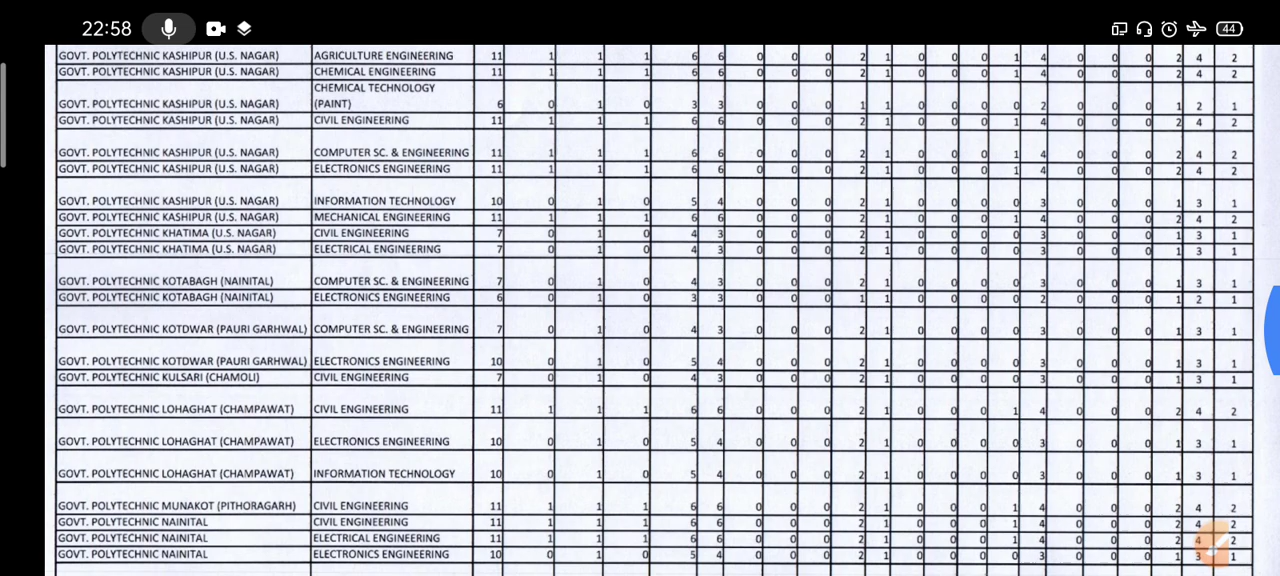 22:58 44
GOVT. POLYTECHNIC KASHIPUR (U.S. NAGAR) AGRICULTURE ENGINEERING 11 1 1 1 6 6 0 0 0 2 1 0 0 0 1 4 0 0 0 2 4 2
GOVT. POLYTECHNIC KASHIPUR (U.S. NAGAR) CHEMICAL ENGINEERING 11 1 1 1 6 6 0 0 0 2 1 0 0 0 1 4 0 0 0 2 4 2
CHEMICAL TECHNOLOGY
GOVT. POLYTECHNIC KASHIPUR (U.S. NAGAR) (PAINT) 6 0 1 0 3 3 0 0 0 1 1 0 0 0 0 2 0 0 0 1 2 1
GOVT. POLYTECHNIC KASHIPUR (U.S. NAGAR) CIVIL ENGINEERING 11 1 1 1 6 6 0 0 0 2 1 0 0 0 1 4 0 0 0 2 4 2
GOVT. POLYTECHNIC KASHIPUR (U.S. NAGAR) COMPUTER SC. & ENGINEERING 11 1 1 1 6 6 0 0 0 2 1 0 0 0 1 4 0 0 0 2 4 2
GOVT. POLYTECHNIC KASHIPUR (U.S. NAGAR) ELECTRONICS ENGINEERING 11 1 1 1 6 6 0 0 0 2 1 0 0 0 1 4 0 0 0 2 4 2
GOVT. POLYTECHNIC KASHIPUR (U.S. NAGAR) INFORMATION TECHNOLOGY 10 0 1 0 5 4 0 0 0 2 1 0 0 0 0 3 0 0 0 1 3 1
GOVT. POLYTECHNIC KASHIPUR (U.S. NAGAR) MECHANICAL ENGINEERING 11 1 1 1 6 6 0 0 0 2 1 0 0 0 1 4 0 0 0 2 4 2
GOVT. POLYTECHNIC KHATIMA (U.S. NAGAR) CIVIL ENGINEERING 7 0 1 0 4 3 0 0 0 2 1 0 0 0 0 3 0 0 0 1 3 1
GOVT. POLYTECHNIC KHATIMA (U.S. NAGAR) ELECTRICAL ENGINEERING 7 0 1 0 4 3 0 0 0 2 1 0 0 0 0 3 0 0 0 1 3 1
GOVT. POLYTECHNIC KOTABAGH (NAINITAL) COMPUTER SC. & ENGINEERING 7 0 1 0 4 3 0 0 0 2 1 0 0 0 0 3 0 0 0 1 3 1
GOVT. POLYTECHNIC KOTABAGH (NAINITAL) ELECTRONICS ENGINEERING 6 0 1 0 3 3 0 0 0 1 1 0 0 0 0 2 0 0 0 1 2 1
GOVT. POLYTECHNIC KOTDWAR (PAURI GARHWAL) COMPUTER SC. & ENGINEERING 7 0 1 0 4 3 0 0 0 2 1 0 0 0 0 3 0 0 0 1 3 1
GOVT. POLYTECHNIC KOTDWAR (PAURI GARHWAL) ELECTRONICS ENGINEERING 10 0 1 0 5 4 0 0 0 2 1 0 0 0 0 3 0 0 0 1 3 1
GOVT. POLYTECHNIC KULSARI (CHAMOLI) CIVIL ENGINEERING 7 0 1 0 4 3 0 0 0 2 1 0 0 0 0 3 0 0 0 1 3 1
GOVT. POLYTECHNIC LOHAGHAT (CHAMPAWAT) CIVIL ENGINEERING 11 1 1 1 6 6 0 0 0 2 1 0 0 0 1 4 0 0 0 2 4 2
GOVT. POLYTECHNIC LOHAGHAT (CHAMPAWAT) ELECTRONICS ENGINEERING 10 0 1 0 5 4 0 0 0 2 1 0 0 0 0 3 0 0 0 1 3 1
GOVT. POLYTECHNIC LOHAGHAT (CHAMPAWAT) INFORMATION TECHNOLOGY 10 0 1 0 5 4 0 0 0 2 1 0 0 0 0 3 0 0 0 1 3 1
GOVT. POLYTECHNIC MUNAKOT (PITHORAGARH) CIVIL ENGINEERING 11 1 1 1 6 6 0 0 0 2 1 0 0 0 1 4 0 0 0 2 4 2
GOVT. POLYTECHNIC NAINITAL CIVIL ENGINEERING 11 1 1 1 6 6 0 0 0 2 1 0 0 0 1 4 0 0 0 2 4 2
GOVT. POLYTECHNIC NAINITAL ELECTRICAL ENGINEERING 11 1 1 1 6 6 0 0 0 2 1 0 0 0 1 4 0 0 0 2 4 2
GOVT. POLYTECHNIC NAINITAL ELECTRONICS ENGINEERING 10 0 1 0 5 4 0 0 0 2 1 0 0 0 0 3 0 0 0 1 3 1